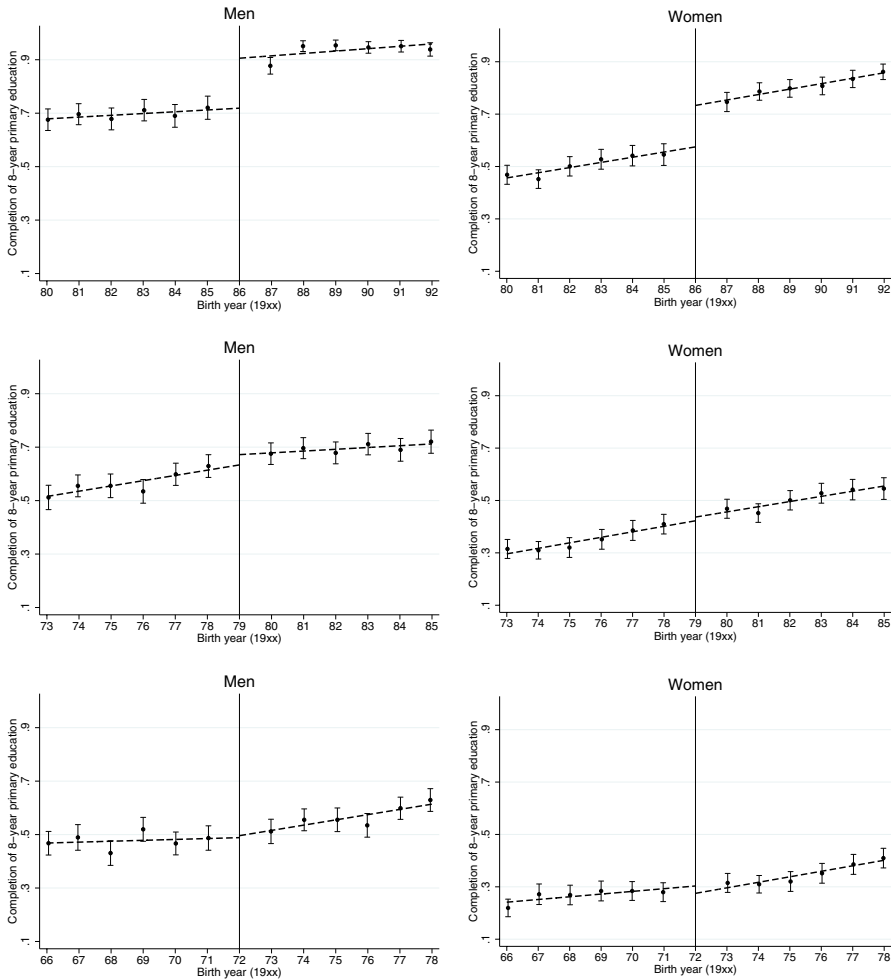 Men
Completion of 8-year primary education
.9
.7
.5
.3
.1
80 81 82 83 84 85 86 87 88 89 90 91 92
Birth year (19xx)
Women
Completion of 8-year primary education
.9
.7
.5
.3
.1
80 81 82 83 84 85 86 87 88 89 90 91 92
Birth year (19xx)
Men
Completion of 8-year primary education
.9
.7
.5
.3
.1
73 74 75 76 77 78 79 80 81 82 83 84 85
Birth year (19xx)
Women
Completion of 8-year primary education
.9
.7
.5
.3
.1
73 74 75 76 77 78 79 80 81 82 83 84 85
Birth year (19xx)
Men
Completion of 8-year primary education
.9
.7
.5
.3
.1
66 67 68 69 70 71 72 73 74 75 76 77 78
Birth year (19xx)
Women
Completion of 8-year primary education
.9
.7
.5
.3
.1
66 67 68 69 70 71 72 73 74 75 76 77 78
Birth year (19xx)